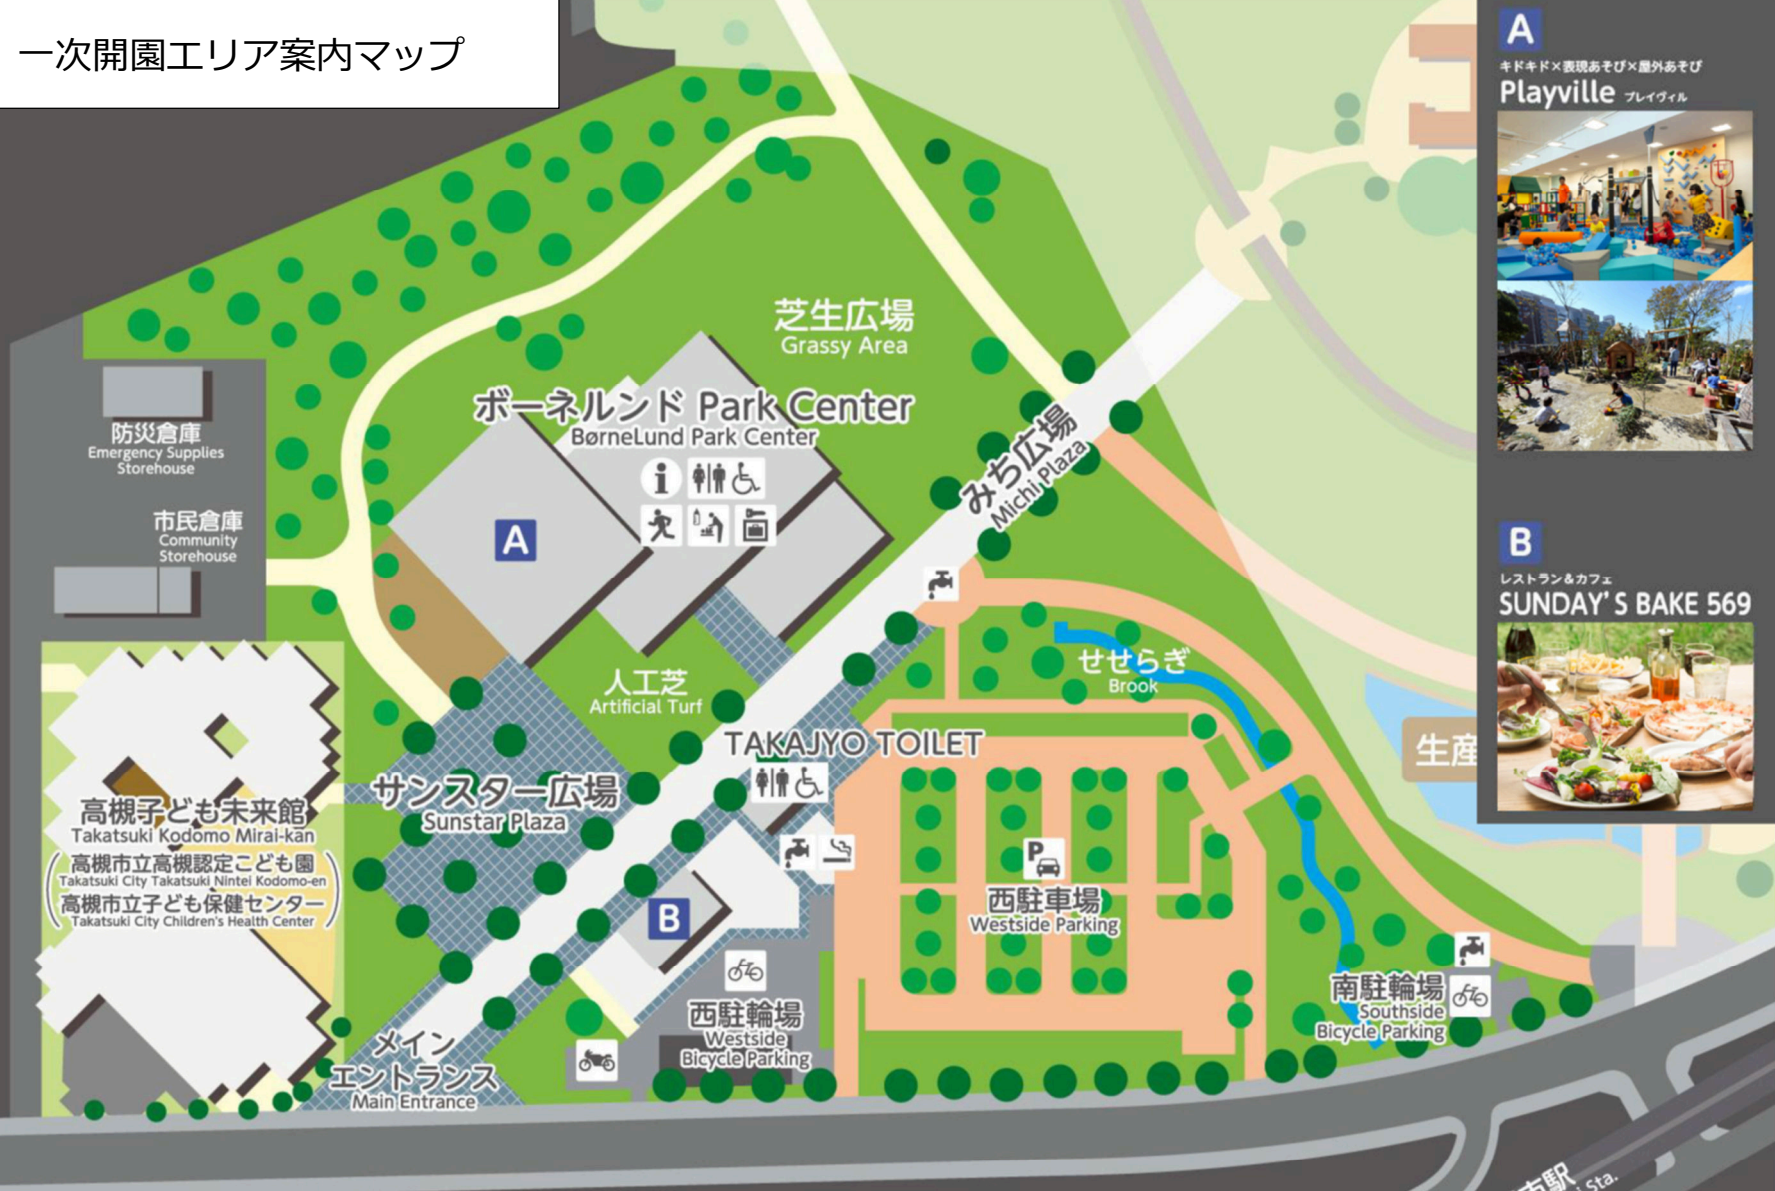 一次開園エリア案内マップ
A
キドキド×表現あそび×屋外あそび
Playville プレイヴィル
芝生広場
Grassy Area
ボーネルンド Park Center
BørneLund Park Center
防災倉庫
Emergency Supplies
Storehouse
市民倉庫
Community
Storehouse
A
みち広場
Michi Plaza
B
レストラン&カフェ
SUNDAY'S BAKE 569
人工芝
Artificial Turf
せせらぎ
Brook
TAKAJYO TOILET
生産
サンスター広場
Sunstar Plaza
高槻子ども未来館
Takatsuki Kodomo Mirai-kan
高槻市立高槻認定こども園
Takatsuki City Takatsuki Nintei Kodomo-en
高槻市立子ども保健センター
Takatsuki City Children's Health Center
B
P
西駐車場
Westside Parking
西駐輪場
Westside
Bicycle Parking
南駐輪場
Southside
Bicycle Parking
メイン
エントランス
Main Entrance
市駅
Sta.